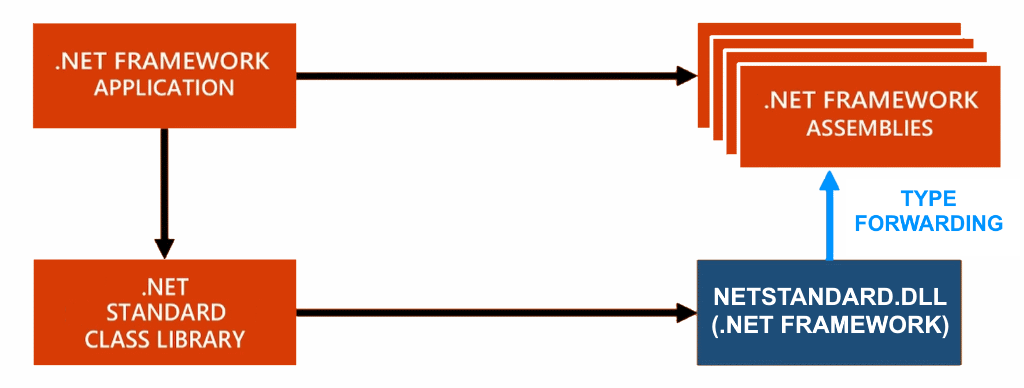 .NET FRAMEWORK
APPLICATION
.NET FRAMEWORK
ASSEMBLIES
TYPE
FORWARDING
.NET
STANDARD
CLASS LIBRARY
NETSTANDARD.DLL
(.NET FRAMEWORK)